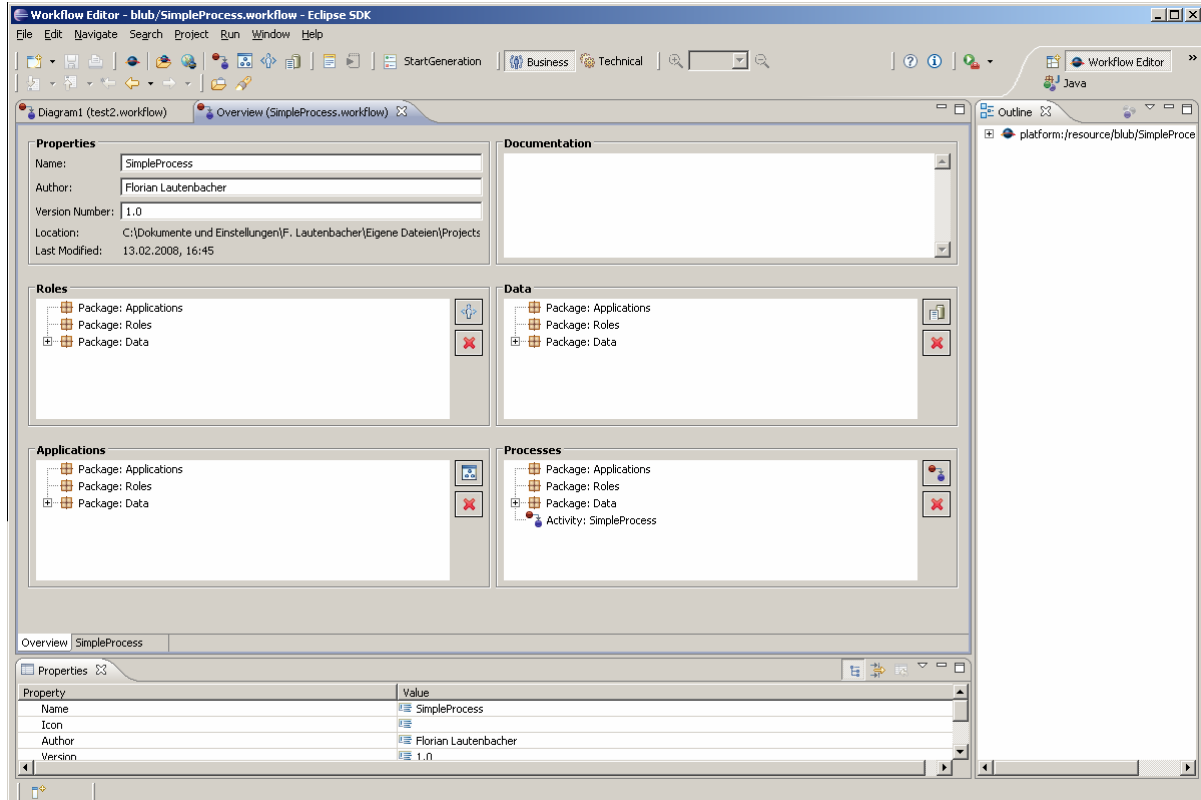 Workflow Editor - blub/SimpleProcess.workflow - Eclipse SDK
File Edit Navigate Search Project Run Window Help
StartGeneration Business Technical Workflow Editor »
Java
Diagram1 (test2.workflow) Overview (SimpleProcess.workflow) Outline
platform:/resource/blub/SimpleProce
Properties
Name: SimpleProcess
Author: Florian Lautenbacher
Version Number: 1.0
Location: C:\Dokumente und Einstellungen\F. Lautenbacher\Eigene Dateien\Projects
Last Modified: 13.02.2008, 16:45
Documentation
Roles
Package: Applications
Package: Roles
Package: Data
Data
Package: Applications
Package: Roles
Package: Data
Applications
Package: Applications
Package: Roles
Package: Data
Processes
Package: Applications
Package: Roles
Package: Data
Activity: SimpleProcess
Overview SimpleProcess
Properties
Property Value
Name SimpleProcess
Icon
Author Florian Lautenbacher
Version 1.0